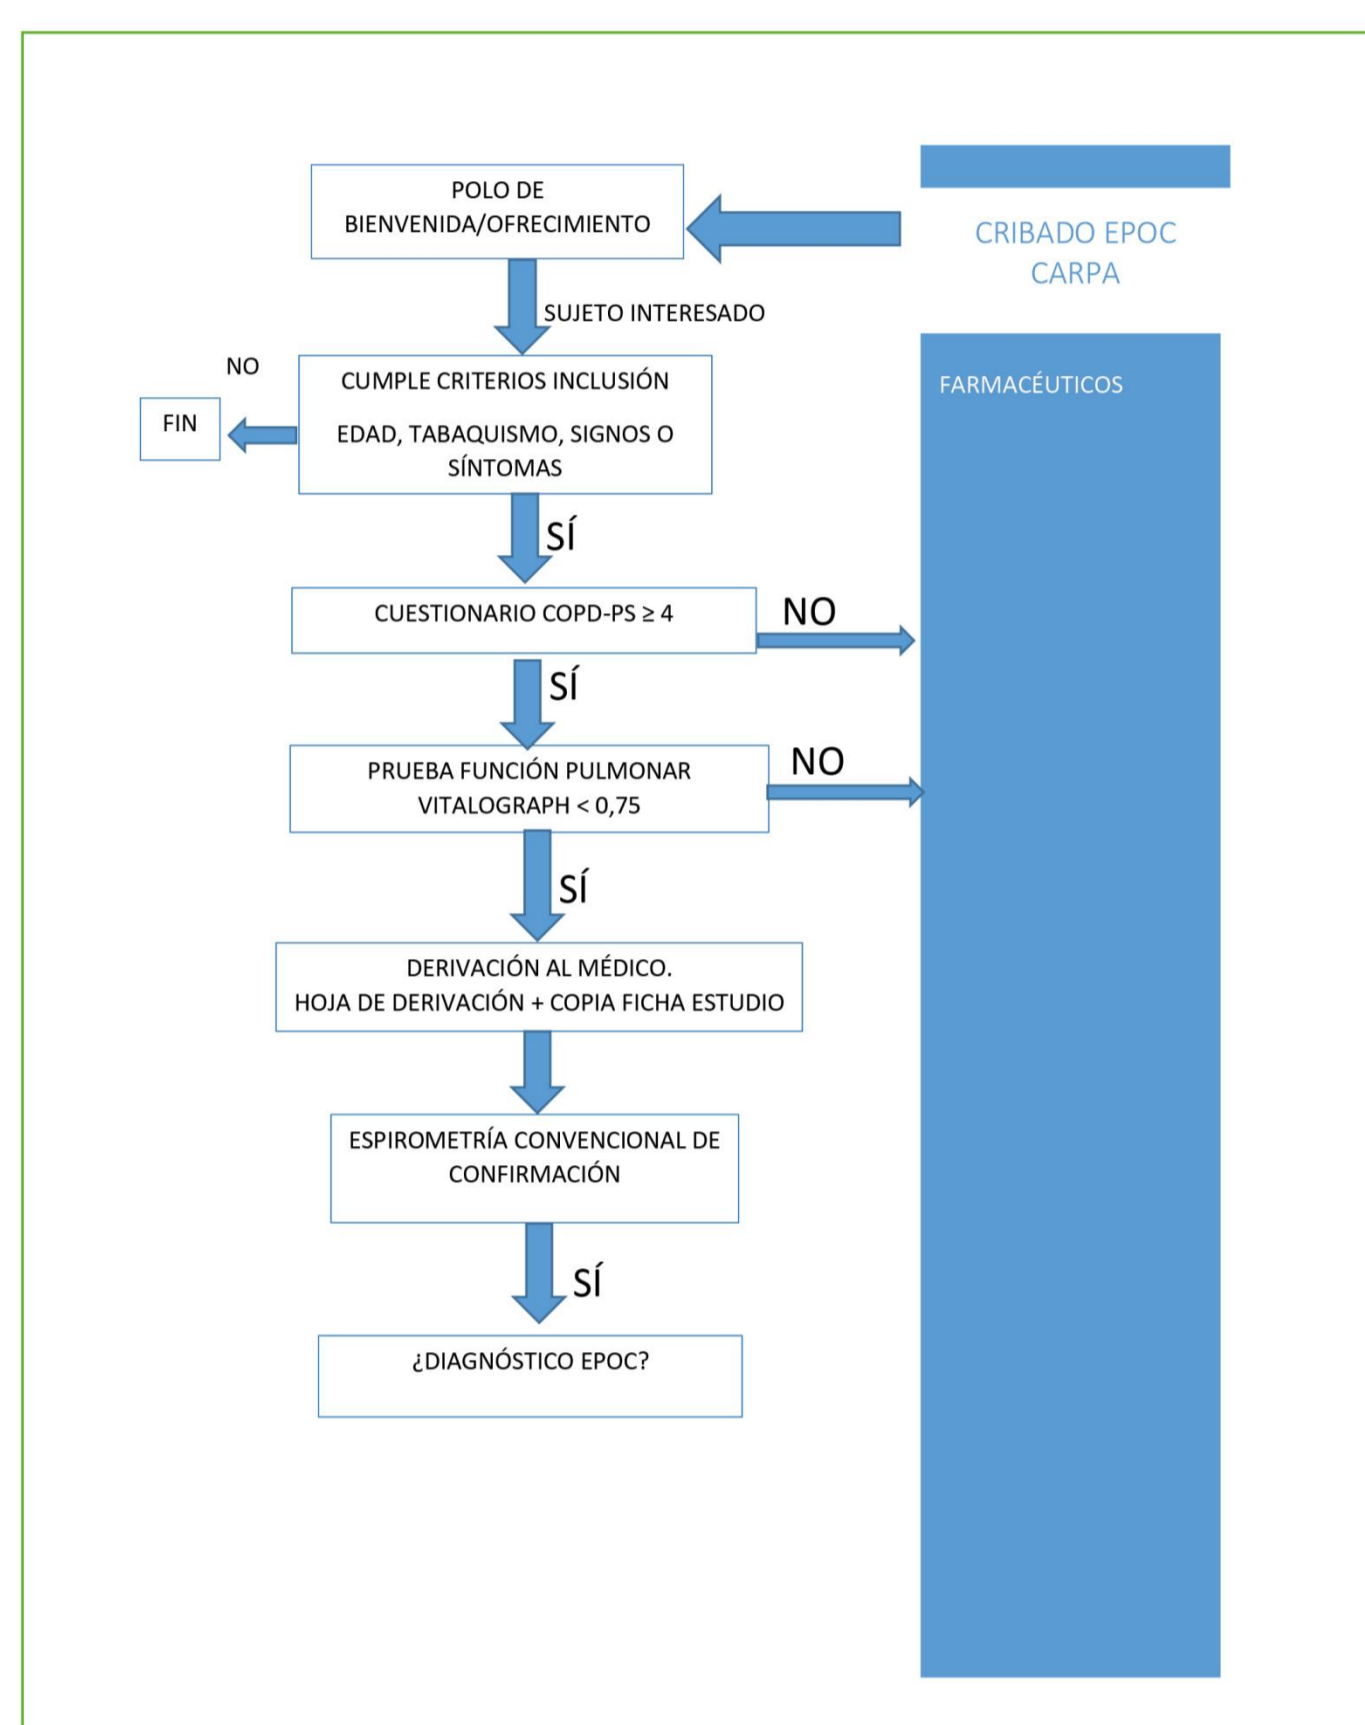 POLO DE
BIENVENIDA/OFRECIMIENTO
CRIBADO EPOC
CARPA
SUJETO INTERESADO
NO
FIN
CUMPLE CRITERIOS INCLUSIÓN
EDAD, TABAQUISMO, SIGNOS O
SÍNTOMAS
FARMACÉUTICOS
SÍ
CUESTIONARIO COPD-PS ≥ 4
NO
SÍ
PRUEBA FUNCIÓN PULMONAR
VITALOGRAPH < 0,75
NO
SÍ
DERIVACIÓN AL MÉDICO.
HOJA DE DERIVACIÓN + COPIA FICHA ESTUDIO
ESPIROMETRÍA CONVENCIONAL DE
CONFIRMACIÓN
SÍ
¿DIAGNÓSTICO EPOC?